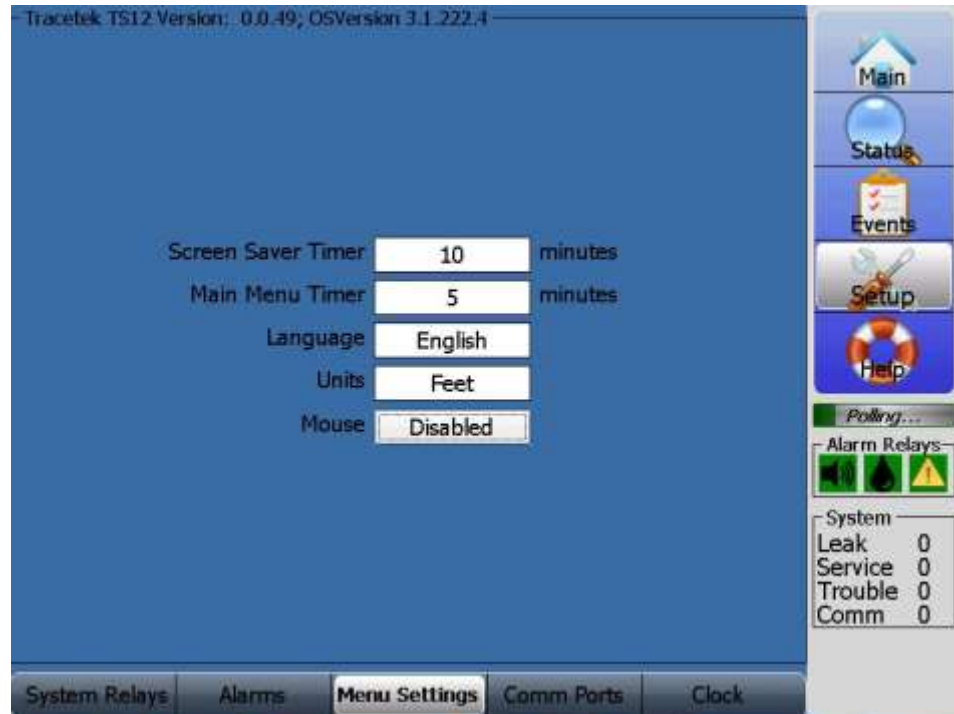 Tracetek TS12 Version: 0.0.49; OSVersion 3.1.222.4
Screen Saver Timer 10 minutes
Main Menu Timer 5 minutes
Language English
Units Feet
Mouse Disabled
System Relays Alarms Menu Settings Comm Ports Clock
Main
Status
Events
Setup
Help
Polling...
Alarm Relays
System
Leak 0
Service 0
Trouble 0
Comm 0